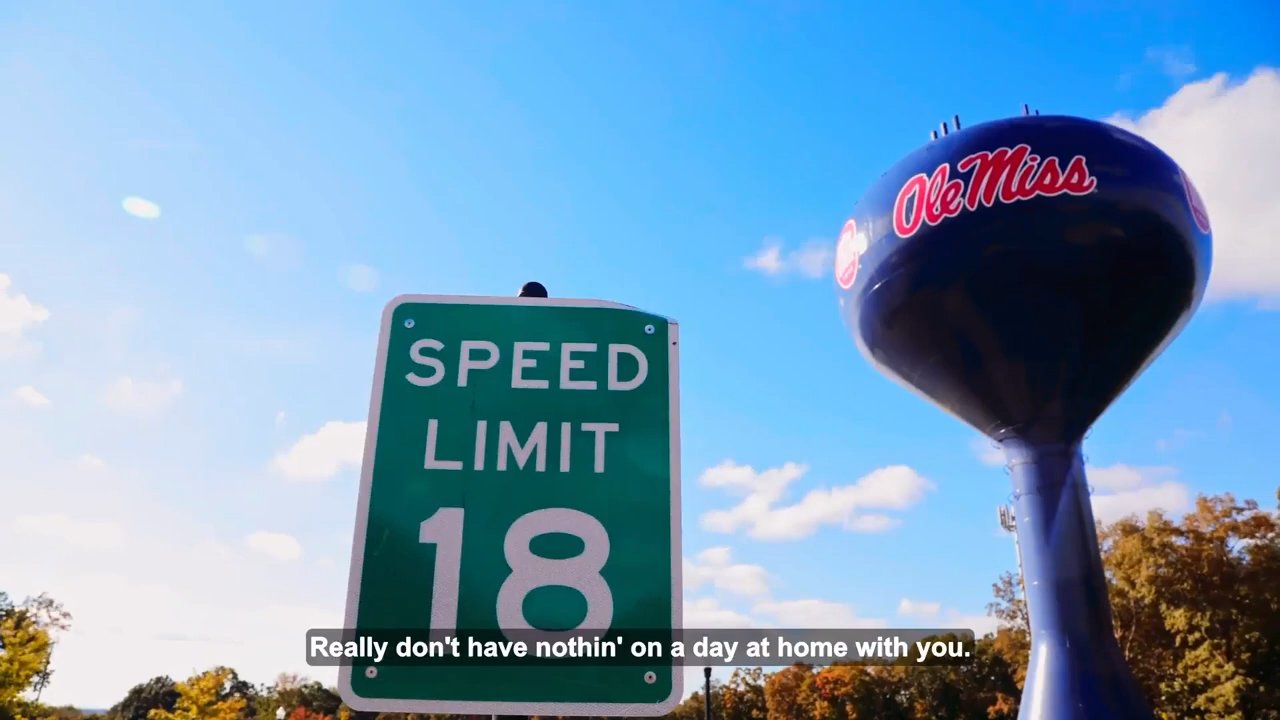 Ole Miss
SPEED
LIMIT
18
Really don't have nothin' on a day at home with you.